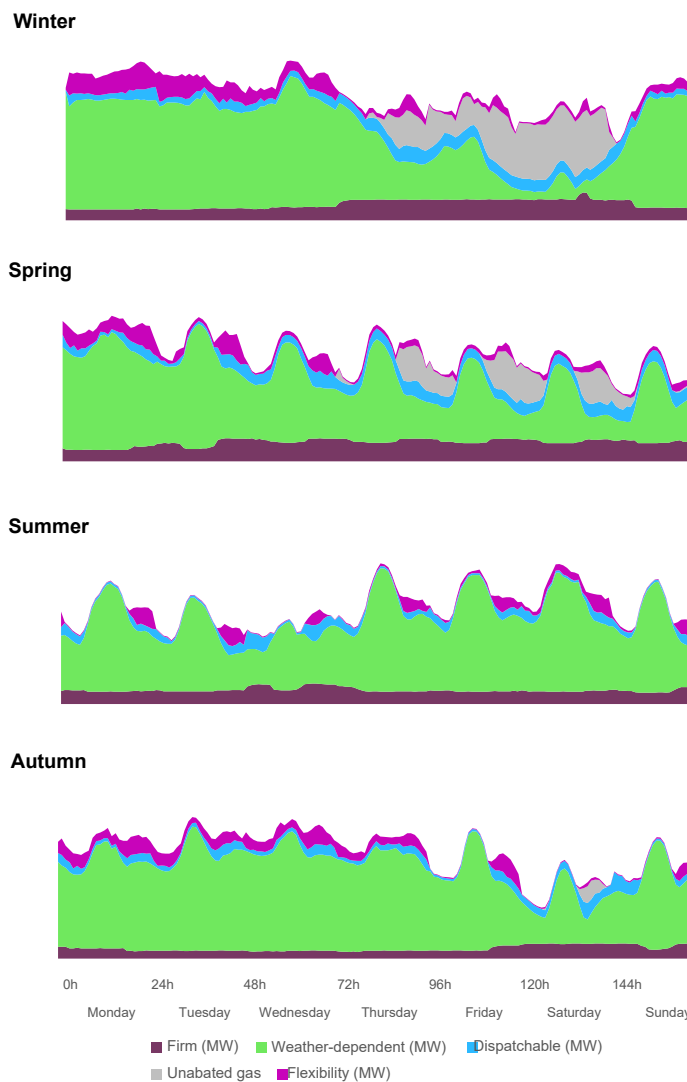 Winter
Spring
Summer
Autumn
0h 24h 48h 72h 96h 120h 144h
Monday Tuesday Wednesday Thursday Friday Saturday Sunday
Firm (MW) Weather-dependent (MW) Dispatchable (MW)
Unabated gas Flexibility (MW)